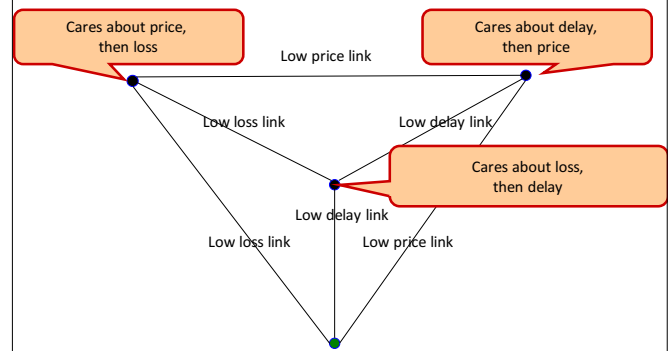 Cares about price,
then loss
Cares about delay,
then price
Low price link
Low loss link
Low delay link
Cares about loss,
then delay
Low delay link
Low loss link
Low price link